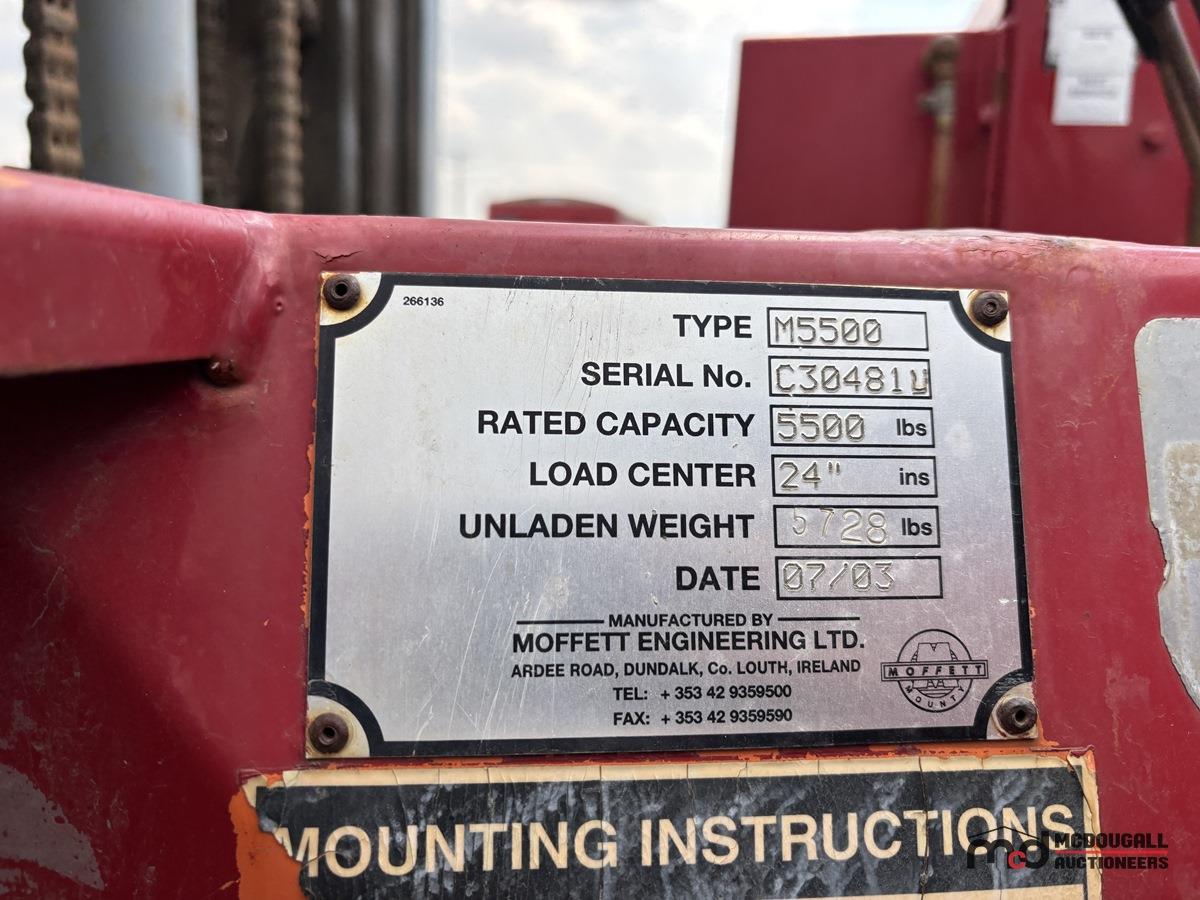 266136
TYPE M5500
SERIAL No. C30481U
RATED CAPACITY 5500 lbs
LOAD CENTER 24" ins
UNLADEN WEIGHT 5728 lbs
DATE 07/03
MANUFACTURED BY
MOFFETT ENGINEERING LTD.
ARDEE ROAD, DUNDALK, Co. LOUTH, IRELAND
TEL: + 353 42 9359500
FAX: + 353 42 9359590
MOFFETT
MOUNTY
MOUNTING INSTRUCTIONS
mcd MCDOUGALL
AUCTIONEERS